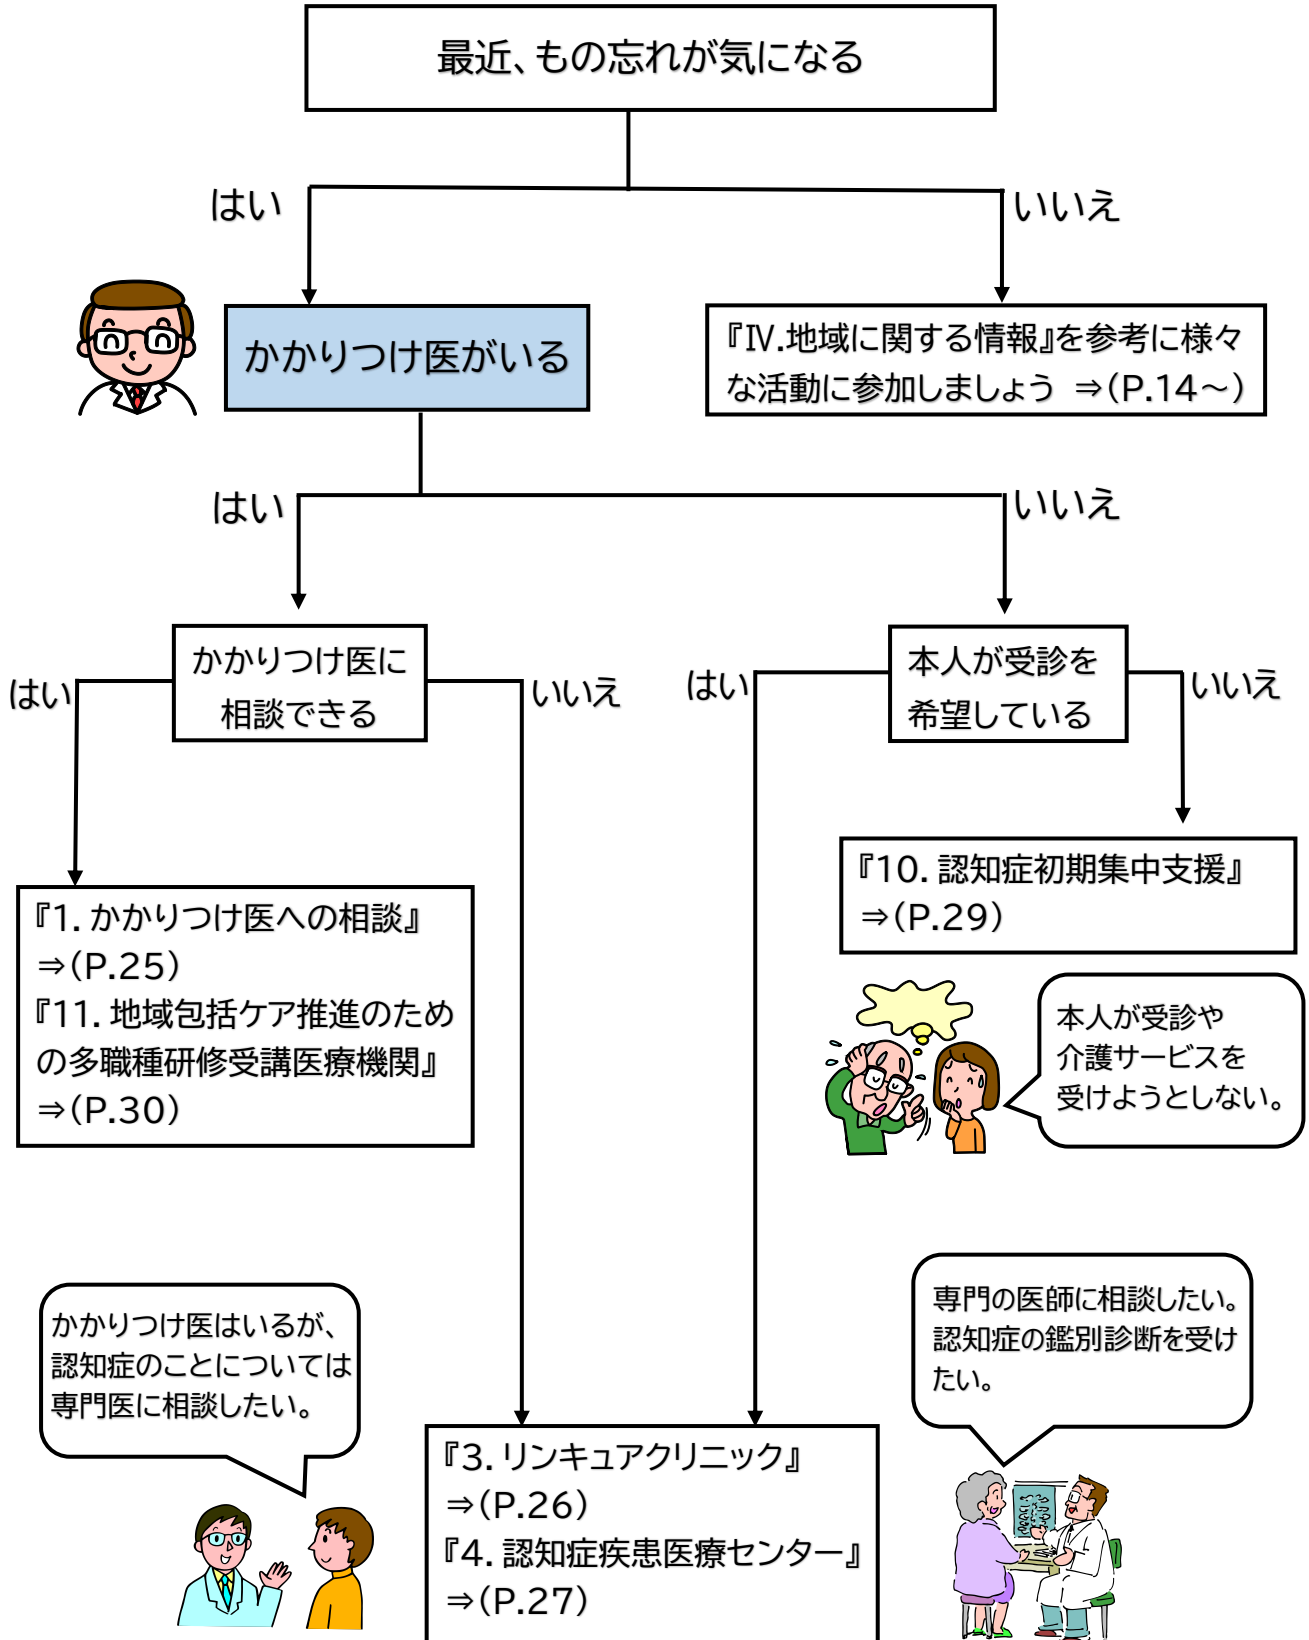 最近、もの忘れが気になる
はい
いいえ
かかりつけ医がいる
『Ⅳ.地域に関する情報』を参考に様々
な活動に参加しましょう ⇒(P.14～)
はい
いいえ
かかりつけ医に
相談できる
本人が受診を
希望している
はい
いいえ
はい
いいえ
『10. 認知症初期集中支援』
⇒(P.29)
『1. かかりつけ医への相談』
⇒(P.25)
『11. 地域包括ケア推進のため
の多職種研修受講医療機関』
⇒(P.30)
本人が受診や
介護サービスを
受けようとしない。
かかりつけ医はいるが、
認知症のことについては
専門医に相談したい。
専門の医師に相談したい。
認知症の鑑別診断を受け
たい。
『3. リンキュアクリニック』
⇒(P.26)
『4. 認知症疾患医療センター』
⇒(P.27)